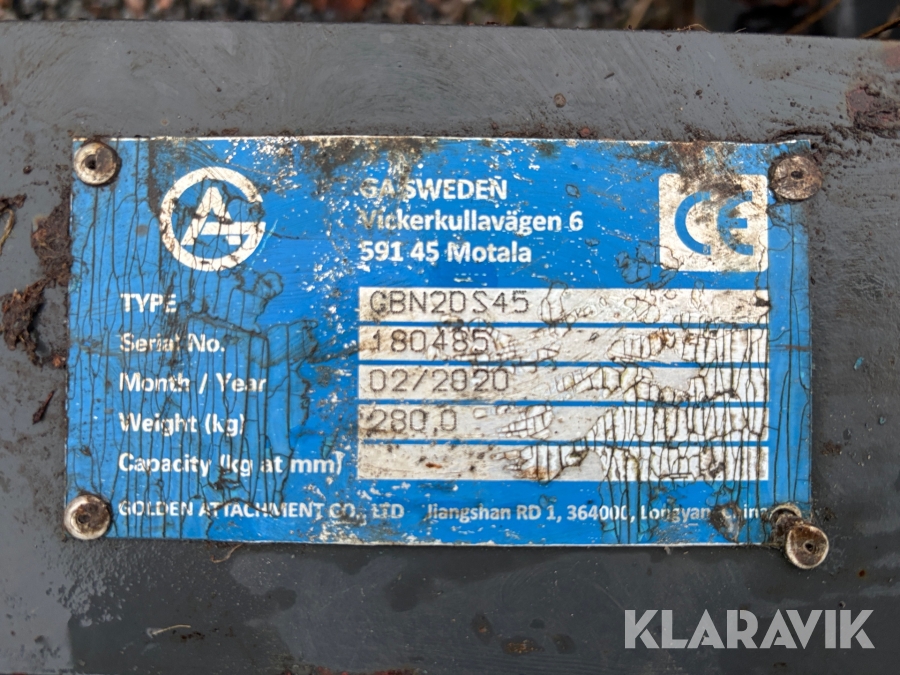 GA SWEDEN
Vickerkullavägen 6
591 45 Motala
CE
TYPE GBN20S45
Serial No. 180485
Month / Year 02/2020
Weight (kg) 280,0
Capacity (kg at mm)
GOLDEN ATTACHMENT CO., LTD Jiangshan RD 1, 364000, Longyan China
KLARAVIK